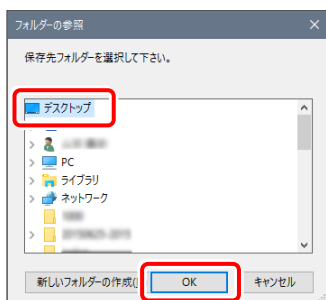 フォルダーの参照
保存先フォルダーを選択して下さい。
デスクトップ
PC
ライブラリ
ネットワーク
新しいフォルダーの作成(
OK
キャンセル